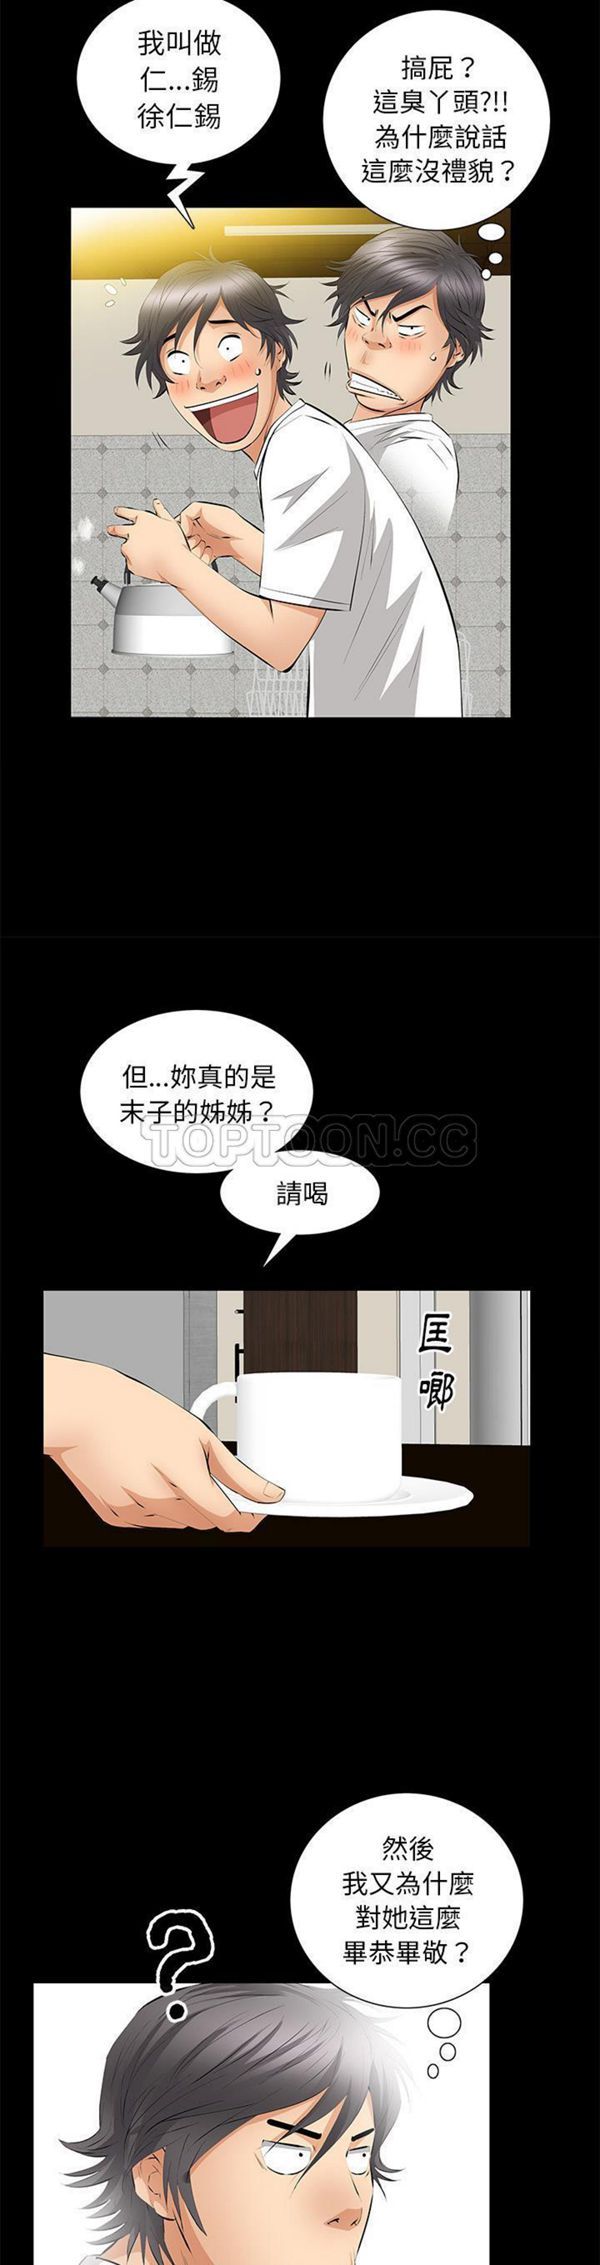 我叫做
仁...錫
徐仁錫
搞屁？
這臭丫頭?!!
為什麼說話
這麼沒禮貌？
但...妳真的是
末子的姊姊？
TOPTOON.CC
請喝
匡
啷
然後
我又為什麼
對她這麼
畢恭畢敬？
?